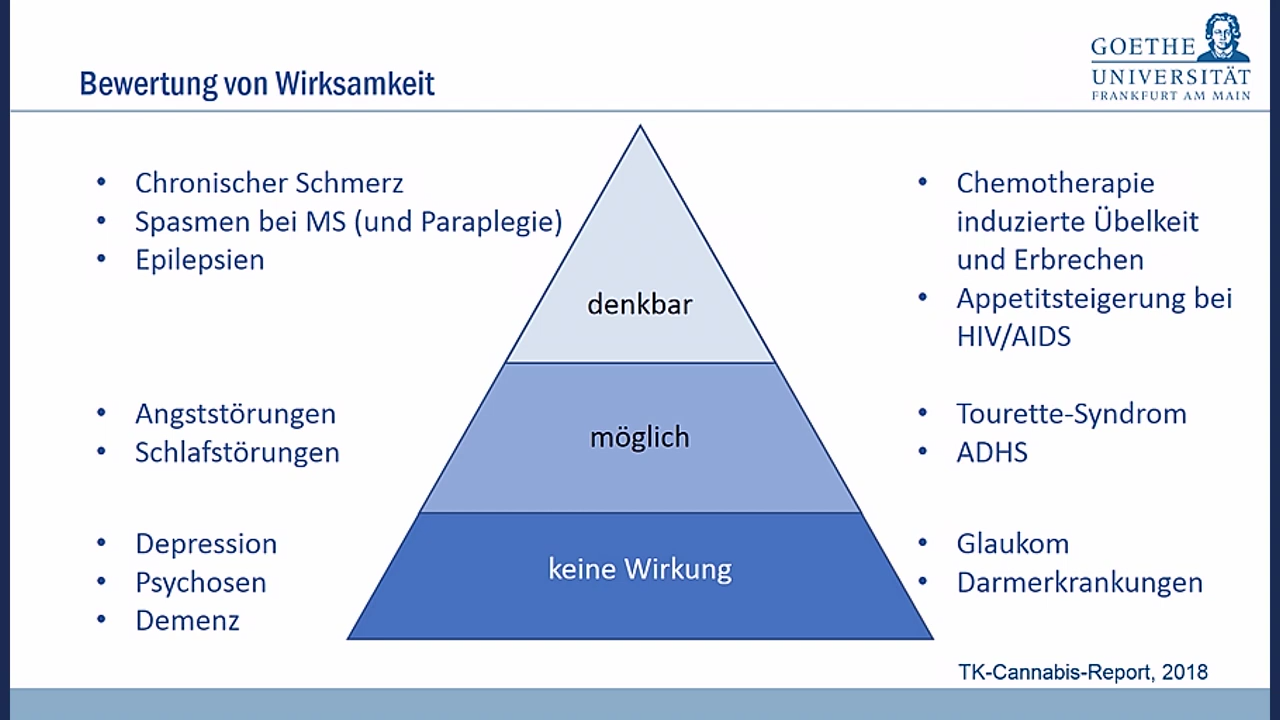 Bewertung von Wirksamkeit
GOETHE
UNIVERSITÄT
FRANKFURT AM MAIN
• Chronischer Schmerz
• Spasmen bei MS (und Paraplegie)
• Epilepsien
• Chemotherapie
induzierte Übelkeit
und Erbrechen
• Appetitsteigerung bei
HIV/AIDS
denkbar
• Angststörungen
• Schlafstörungen
möglich
• Tourette-Syndrom
• ADHS
• Depression
• Psychosen
• Demenz
keine Wirkung
• Glaukom
• Darmerkrankungen
TK-Cannabis-Report, 2018